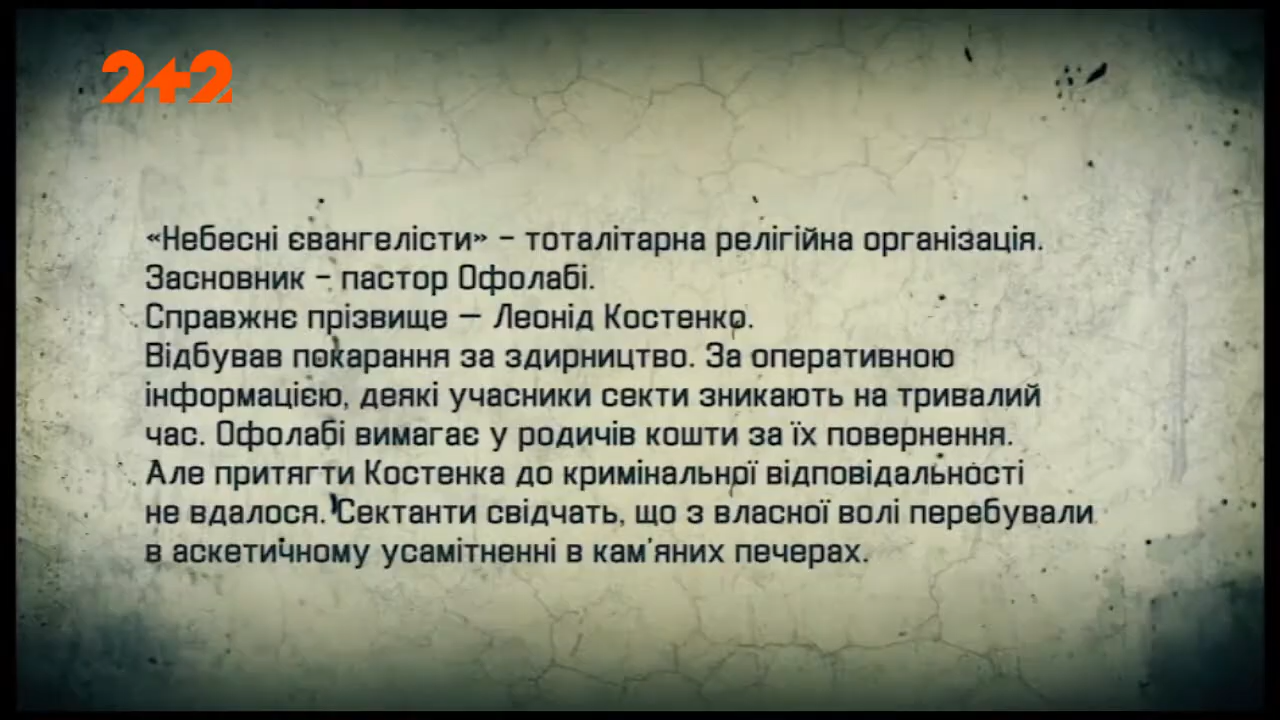 2+2
«Небесні євангелісти» – тоталітарна релігійна організація.
Засновник – пастор Офолабі.
Справжнє прізвище — Леонід Костенко.
Відбував покарання за здирництво. За оперативною
інформацією, деякі учасники секти зникають на тривалий
час. Офолабі вимагає у родичів кошти за їх повернення.
Але притягти Костенка до кримінальної відповідальності
не вдалося. Сектанти свідчать, що з власної волі перебували
в аскетичному усамітненні в кам'яних печерах.